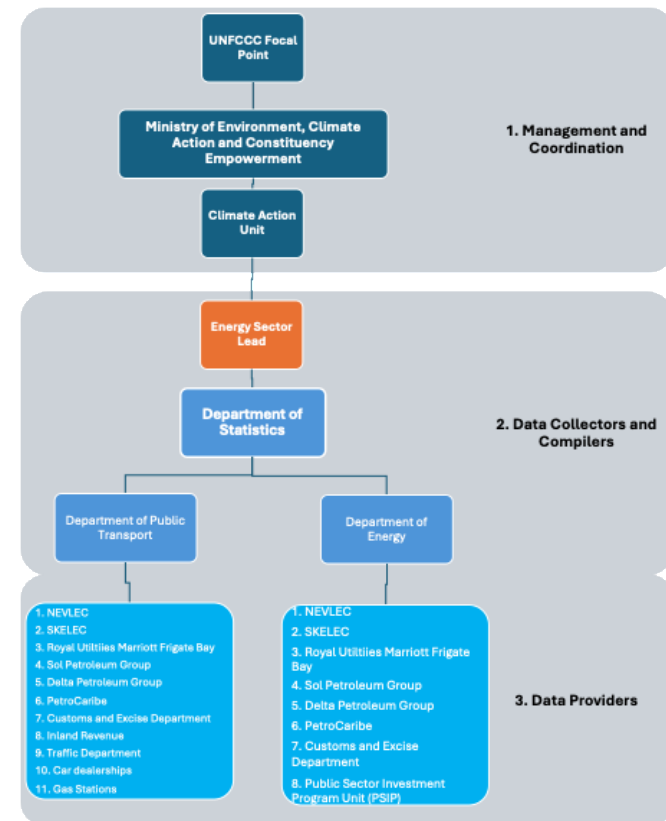 UNFCCC Focal
Point
Ministry of Environment, Climate
Action and Constituency
Empowerment
1. Management and
Coordination
Climate Action
Unit
Energy Sector
Lead
Department of
Statistics
2. Data Collectors and
Compilers
Department of Public
Transport
Department of
Energy
1. NEVLEC
2. SKELEC
3. Royal Utiltiies Marriott Frigate Bay
4. Sol Petroleum Group
5. Delta Petroleum Group
6. PetroCaribe
7. Customs and Excise Department
8. Inland Revenue
9. Traffic Department
10. Car dealerships
11. Gas Stations
1. NEVLEC
2. SKELEC
3. Royal Utiltiies Marriott Frigate
Bay
4. Sol Petroleum Group
5. Delta Petroleum Group
6. PetroCaribe
7. Customs and Excise
Department
8. Public Sector Investment
Program Unit (PSIP)
3. Data Providers